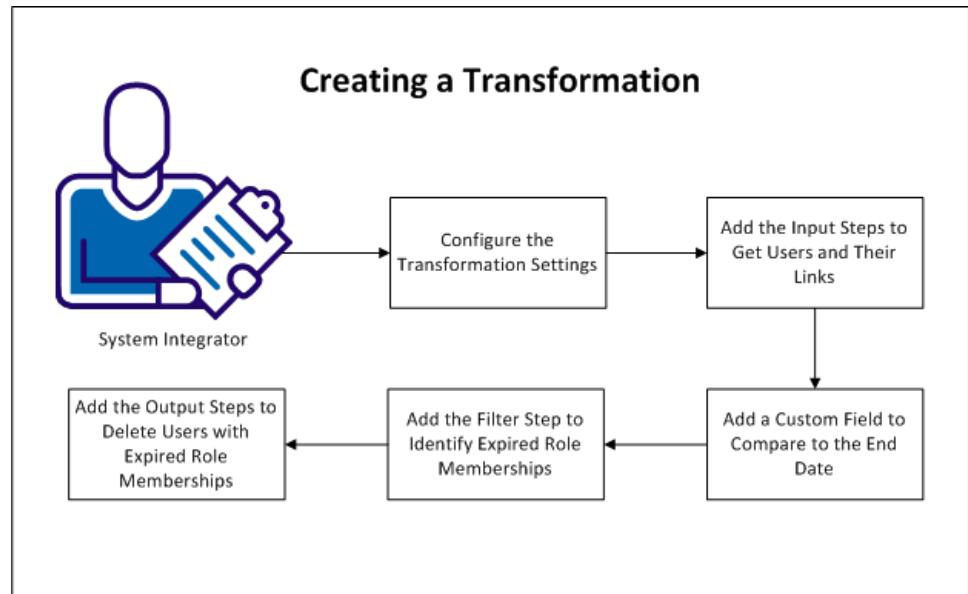 Creating a Transformation
System Integrator
Configure the
Transformation Settings
Add the Input Steps to
Get Users and Their
Links
Add a Custom Field to
Compare to the End
Date
Add the Filter Step to
Identify Expired Role
Memberships
Add the Output Steps to
Delete Users with
Expired Role
Memberships